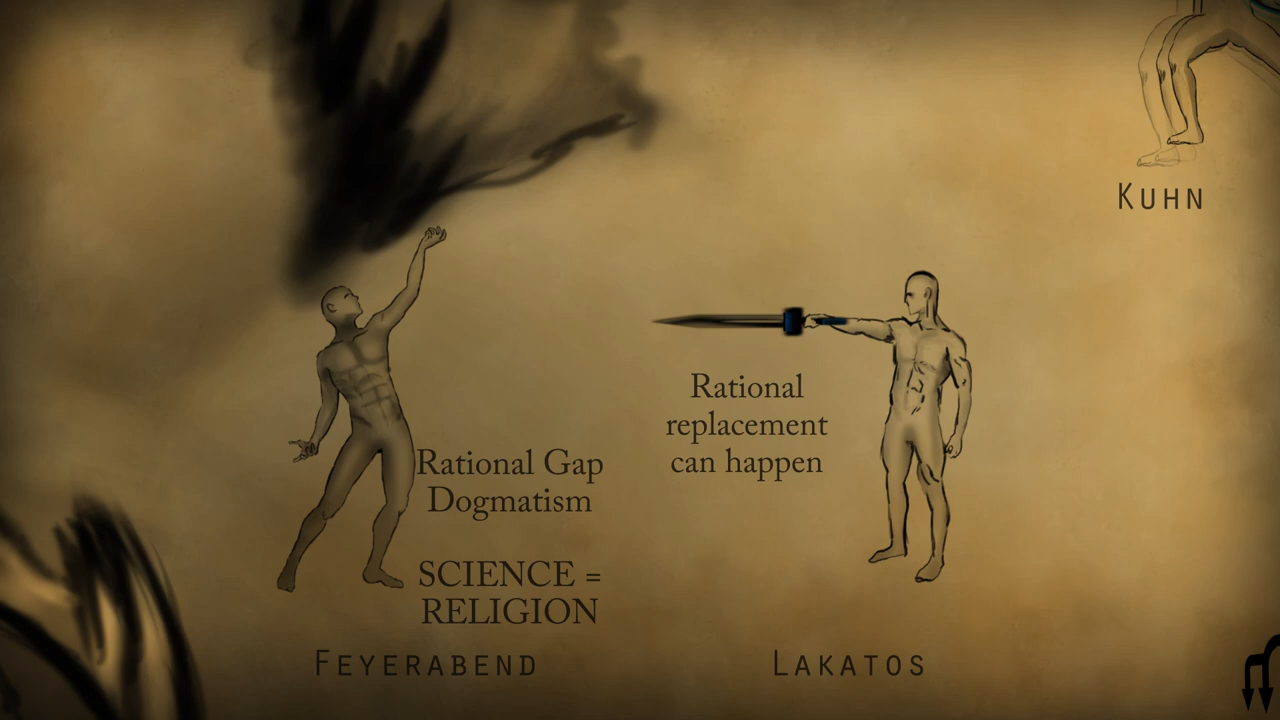 KUHN
Rational
replacement
can happen
Rational Gap
Dogmatism
SCIENCE =
RELIGION
FEYERABEND
LAKATOS